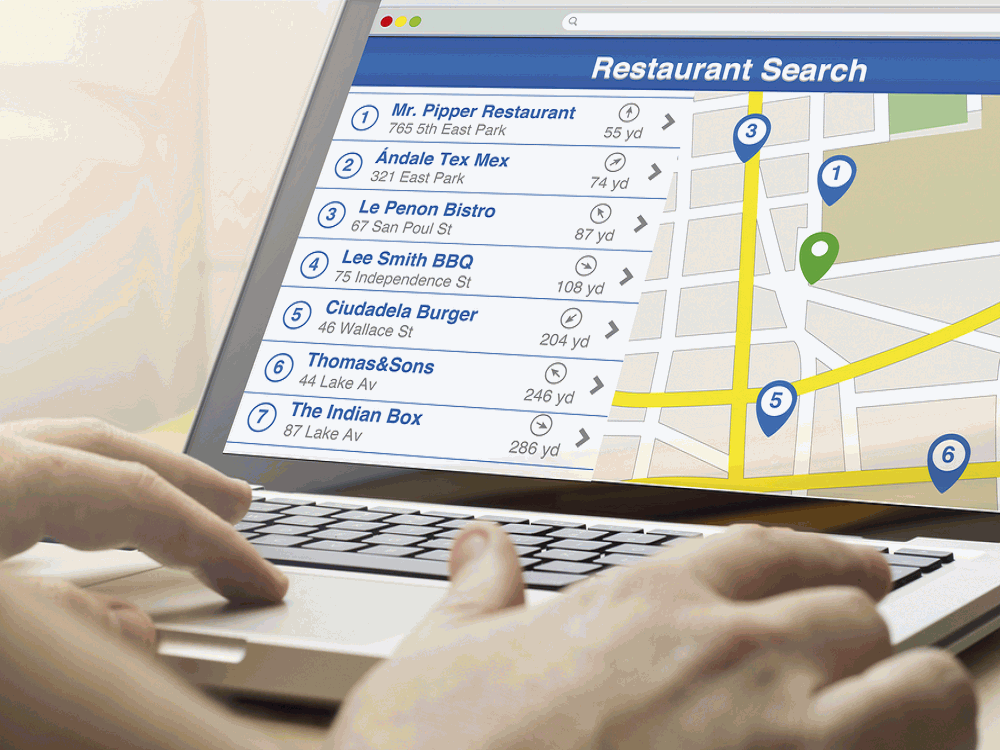 Restaurant Search
1 Mr. Pipper Restaurant
765 5th East Park
55 yd
2 Ándale Tex Mex
321 East Park
74 yd
3 Le Penon Bistro
67 San Poul St
87 yd
4 Lee Smith BBQ
75 Independence St
108 yd
5 Ciudadela Burger
46 Wallace St
204 yd
6 Thomas&Sons
44 Lake Av
246 yd
7 The Indian Box
87 Lake Av
286 yd
3
1
5
6